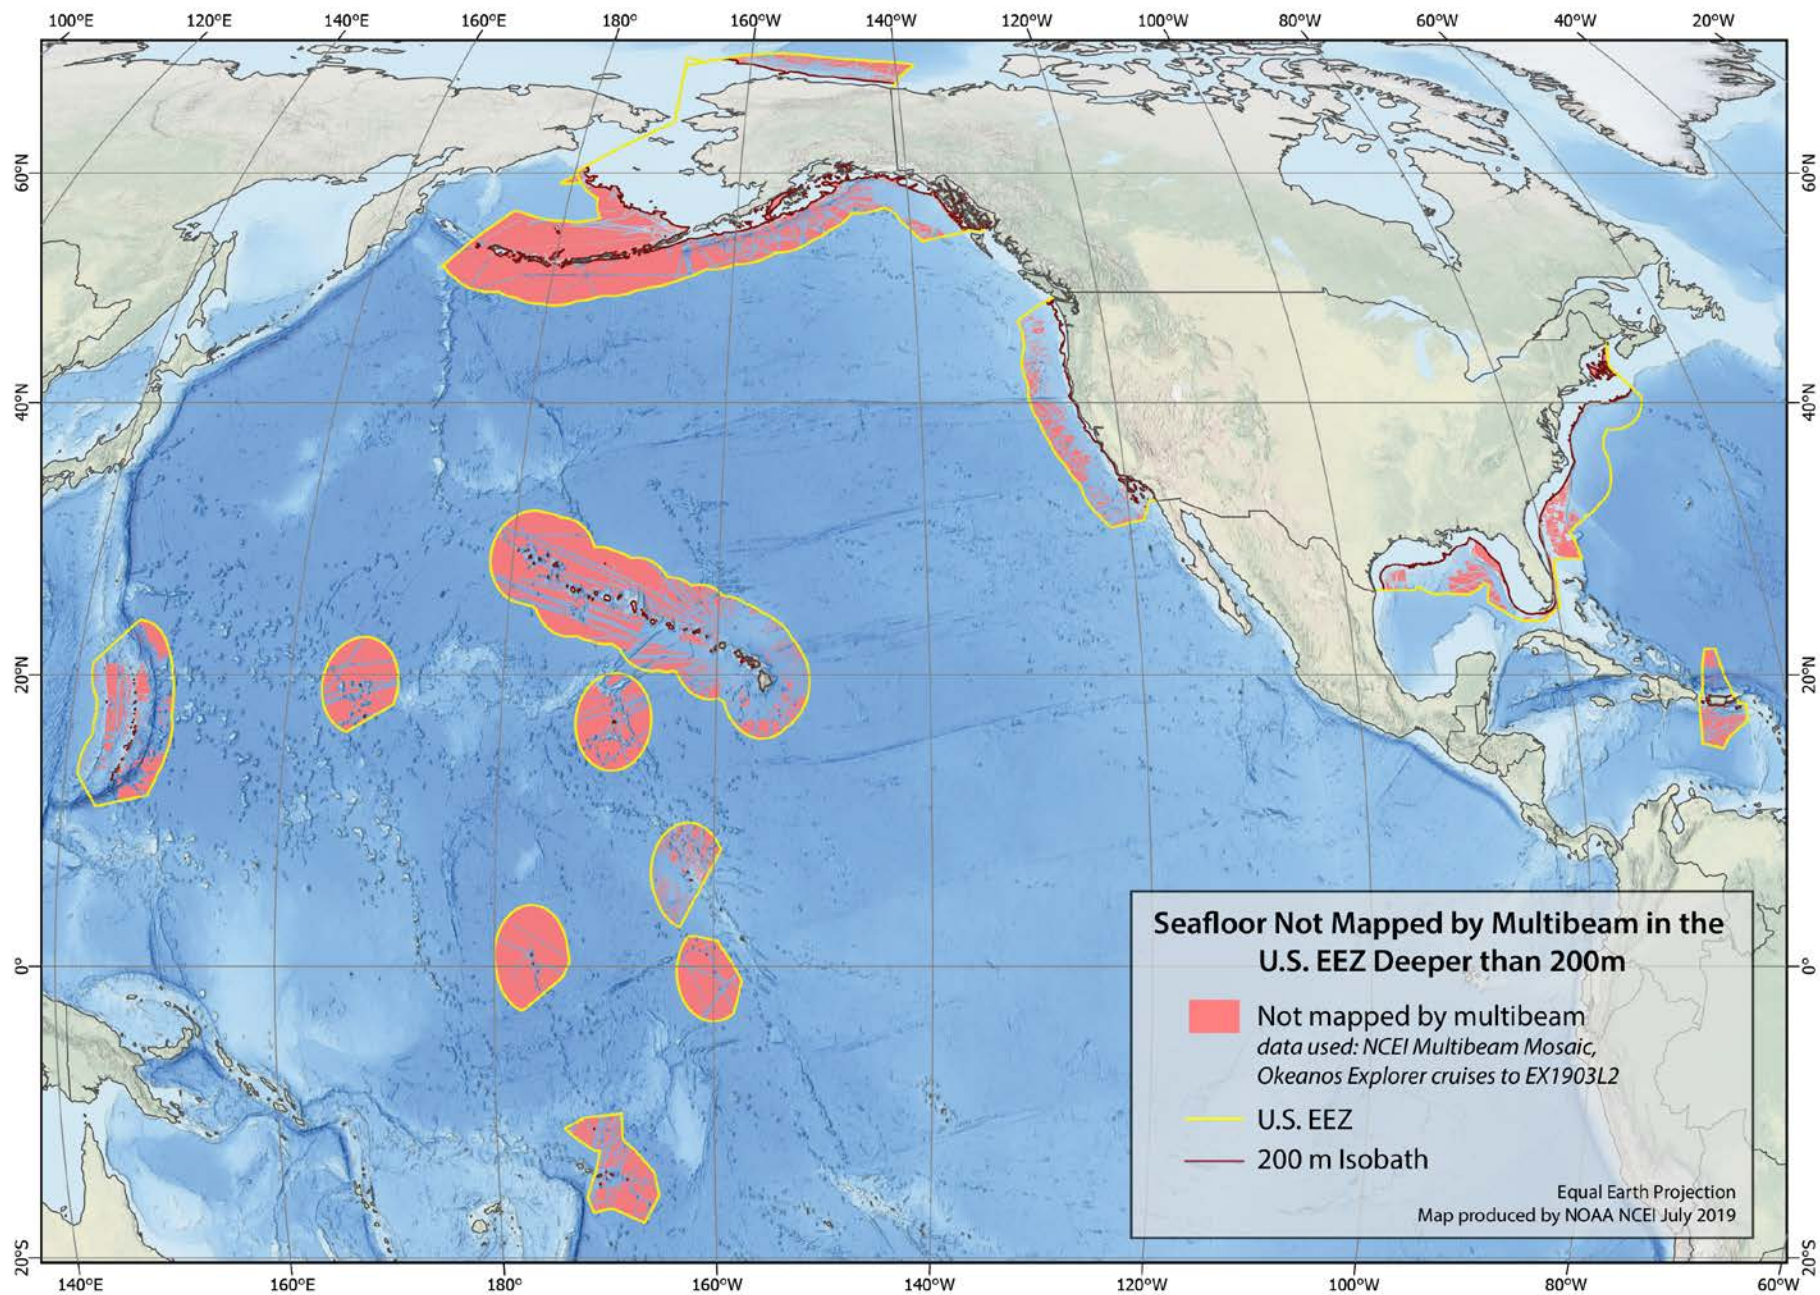 100°E 120°E 140°E 160°E 180° 160°W 140°W 120°W 100°W 80°W 60°W 40°W 20°W
60°N 60°N
40°N 40°N
20°N 20°N
0° 0°
20°S 20°S
Seafloor Not Mapped by Multibeam in the
U.S. EEZ Deeper than 200m
Not mapped by multibeam
data used: NCEI Multibeam Mosaic,
Okeanos Explorer cruises to EX1903L2
U.S. EEZ
200 m Isobath
Equal Earth Projection
Map produced by NOAA NCEI July 2019
140°E 160°E 180° 160°W 140°W 120°W 100°W 80°W 60°W